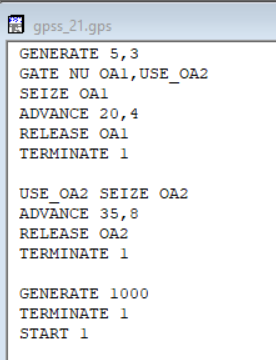 gpss_21.gps
GENERATE 5,3
GATE NU OA1,USE_OA2
SEIZE OA1
ADVANCE 20,4
RELEASE OA1
TERMINATE 1
USE_OA2 SEIZE OA2
ADVANCE 35,8
RELEASE OA2
TERMINATE 1
GENERATE 1000
TERMINATE 1
START 1